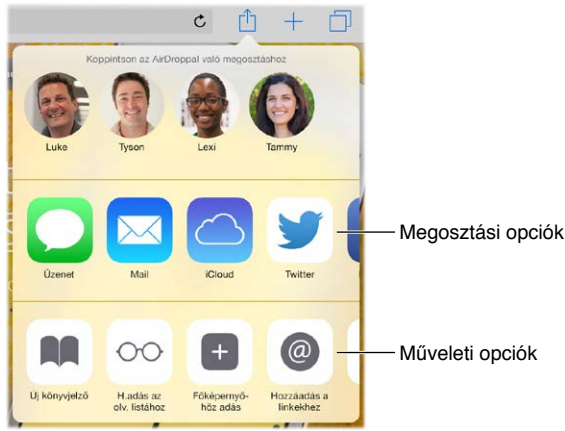 Koppintson az AirDroppal való megosztáshoz
Luke
Tyson
Lexi
Tammy
Üzenet
Mail
iCloud
Twitter
Megosztási opciók
Új könyvjelző
H.adás az
olv. listához
Főképernyő-
höz adás
Hozzáadás a
linkekhez
Műveleti opciók